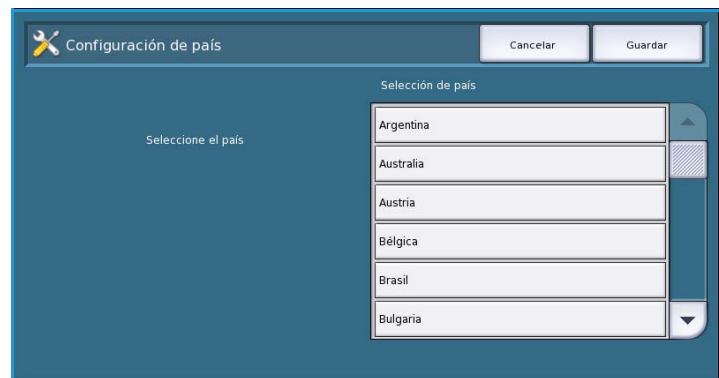 Configuración de país
Cancelar
Guardar
Selección de país
Seleccione el país
Argentina
Australia
Austria
Bélgica
Brasil
Bulgaria